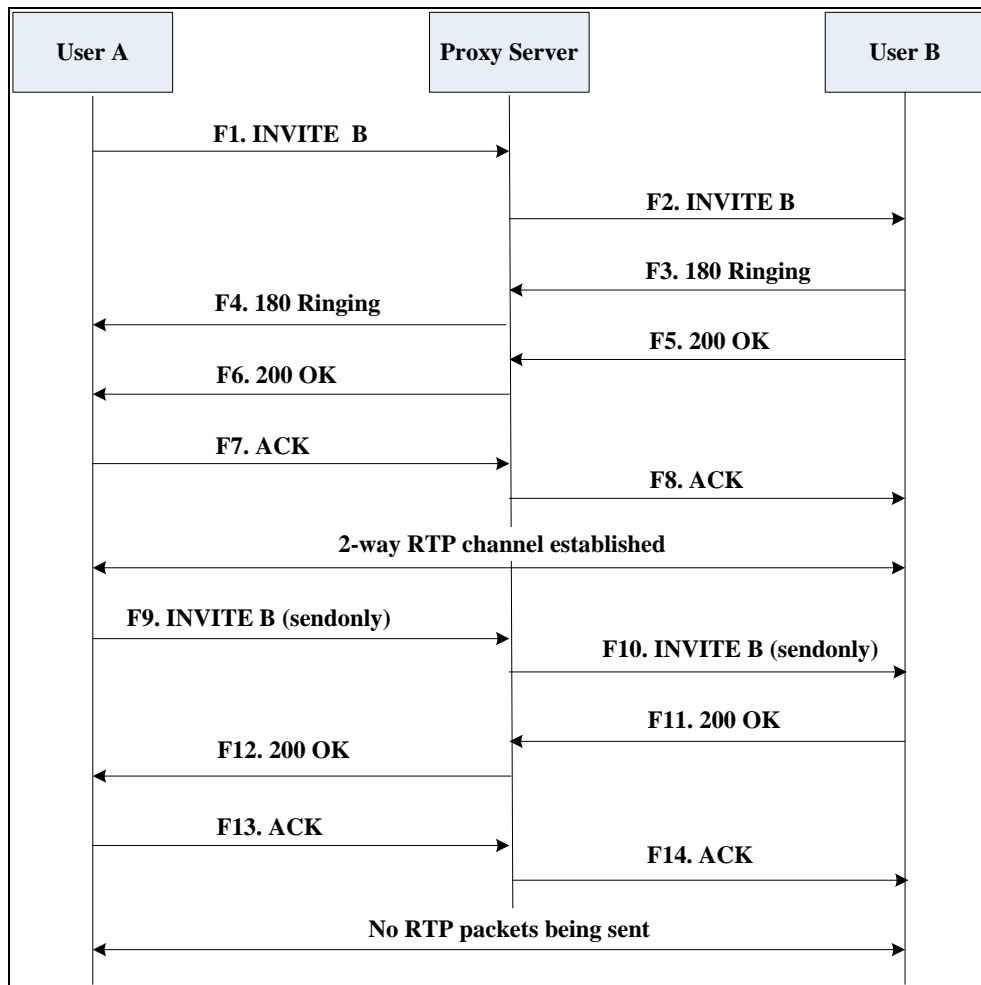 User A
Proxy Server
User B
F1. INVITE B
F2. INVITE B
F3. 180 Ringing
F4. 180 Ringing
F5. 200 OK
F6. 200 OK
F7. ACK
F8. ACK
2-way RTP channel established
F9. INVITE B (sendonly)
F10. INVITE B (sendonly)
F11. 200 OK
F12. 200 OK
F13. ACK
F14. ACK
No RTP packets being sent